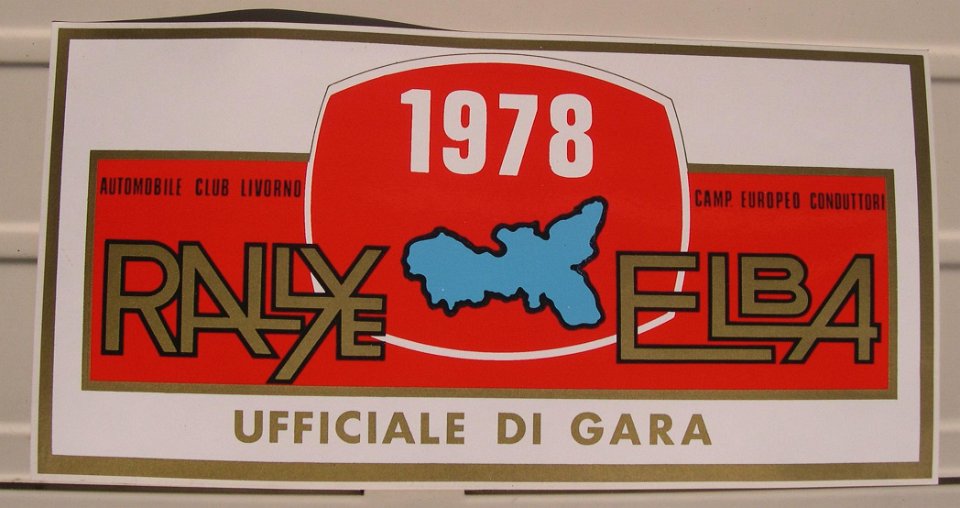 1978
AUTOMOBILE CLUB LIVORNO
CAMP. EUROPEO CONDUTTORI
RALLYE ELBA
UFFICIALE DI GARA